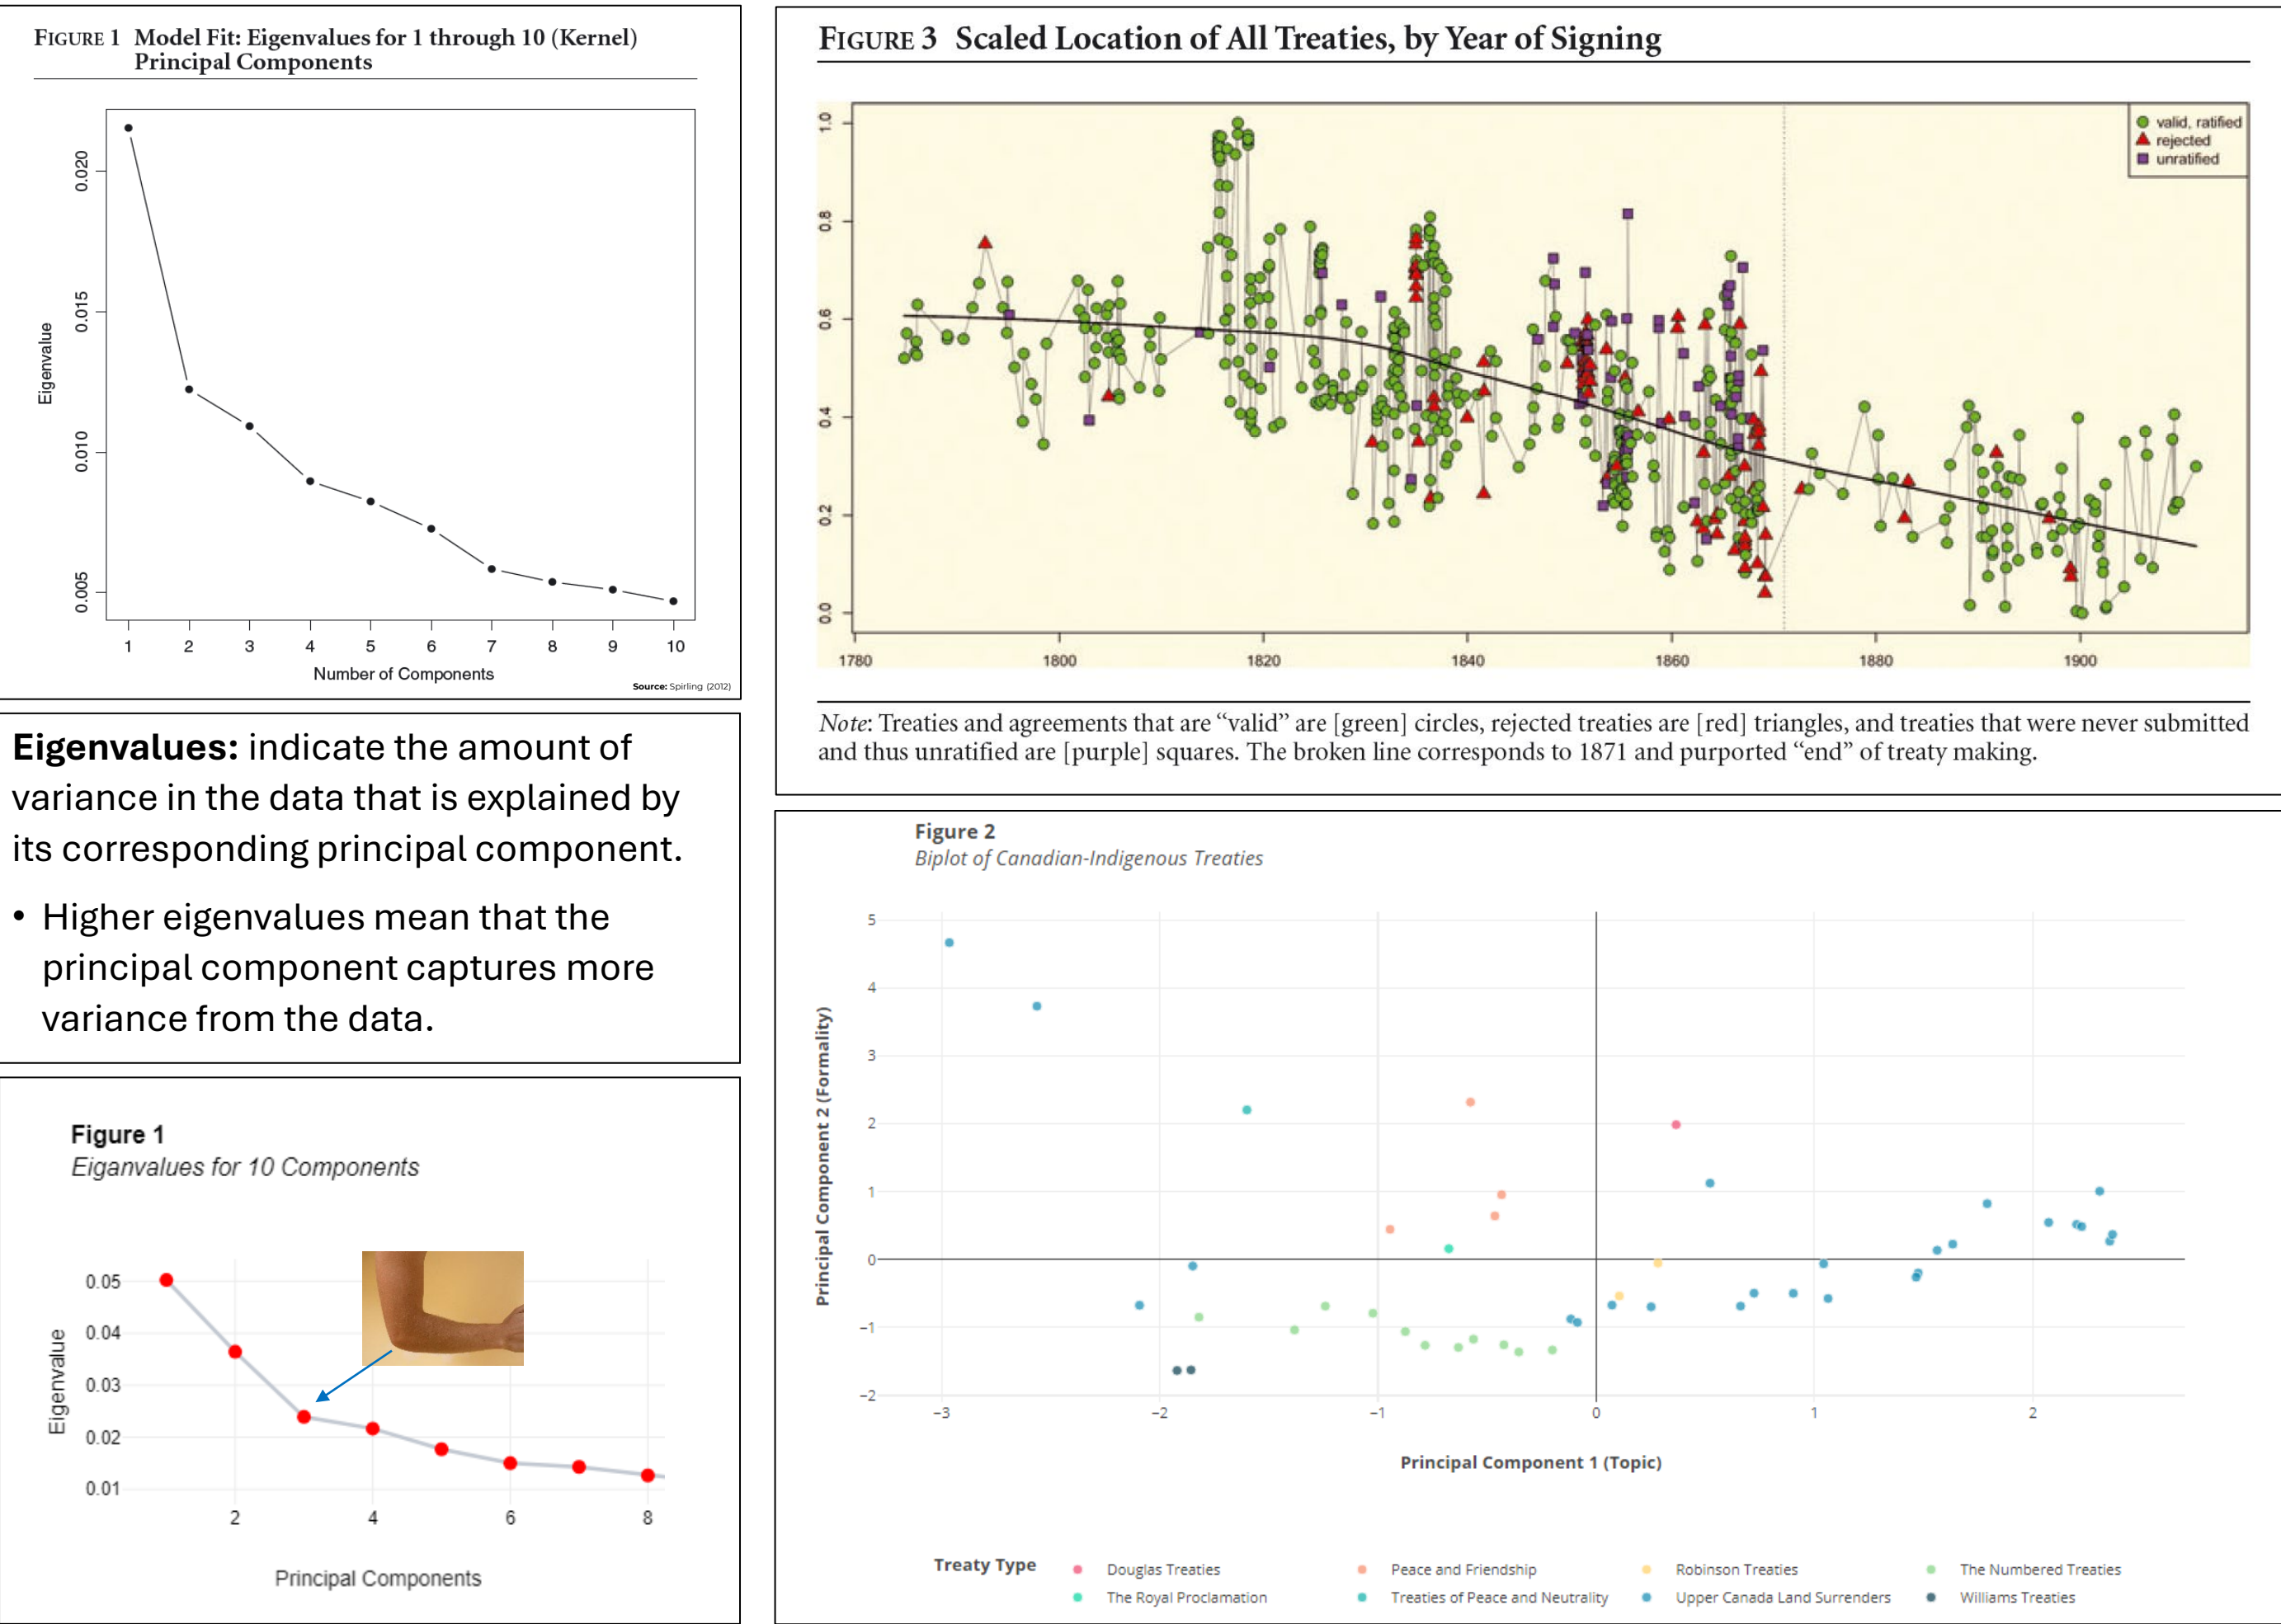 FIGURE 1 Model Fit: Eigenvalues for 1 through 10 (Kernel)
Principal Components
Eigenvalue
0.020
0.015
0.010
0.005
1 2 3 4 5 6 7 8 9 10
Number of Components
Source: Spirling (2012)
Eigenvalues: indicate the amount of
variance in the data that is explained by
its corresponding principal component.
• Higher eigenvalues mean that the
principal component captures more
variance from the data.
Figure 1
Eiganvalues for 10 Components
Eigenvalue
0.05
0.04
0.03
0.02
0.01
2 4 6 8
Principal Components
FIGURE 3 Scaled Location of All Treaties, by Year of Signing
valid, ratified
rejected
unratified
1.0
0.8
0.6
0.4
0.2
0.0
1780 1800 1820 1840 1860 1880 1900
Note: Treaties and agreements that are “valid” are [green] circles, rejected treaties are [red] triangles, and treaties that were never submitted
and thus unratified are [purple] squares. The broken line corresponds to 1871 and purported “end” of treaty making.
Figure 2
Biplot of Canadian-Indigenous Treaties
Principal Component 2 (Formality)
5
4
3
2
1
0
−1
−2
−3 −2 −1 0 1 2
Principal Component 1 (Topic)
Treaty Type
Douglas Treaties Peace and Friendship Robinson Treaties The Numbered Treaties
The Royal Proclamation Treaties of Peace and Neutrality Upper Canada Land Surrenders Williams Treaties